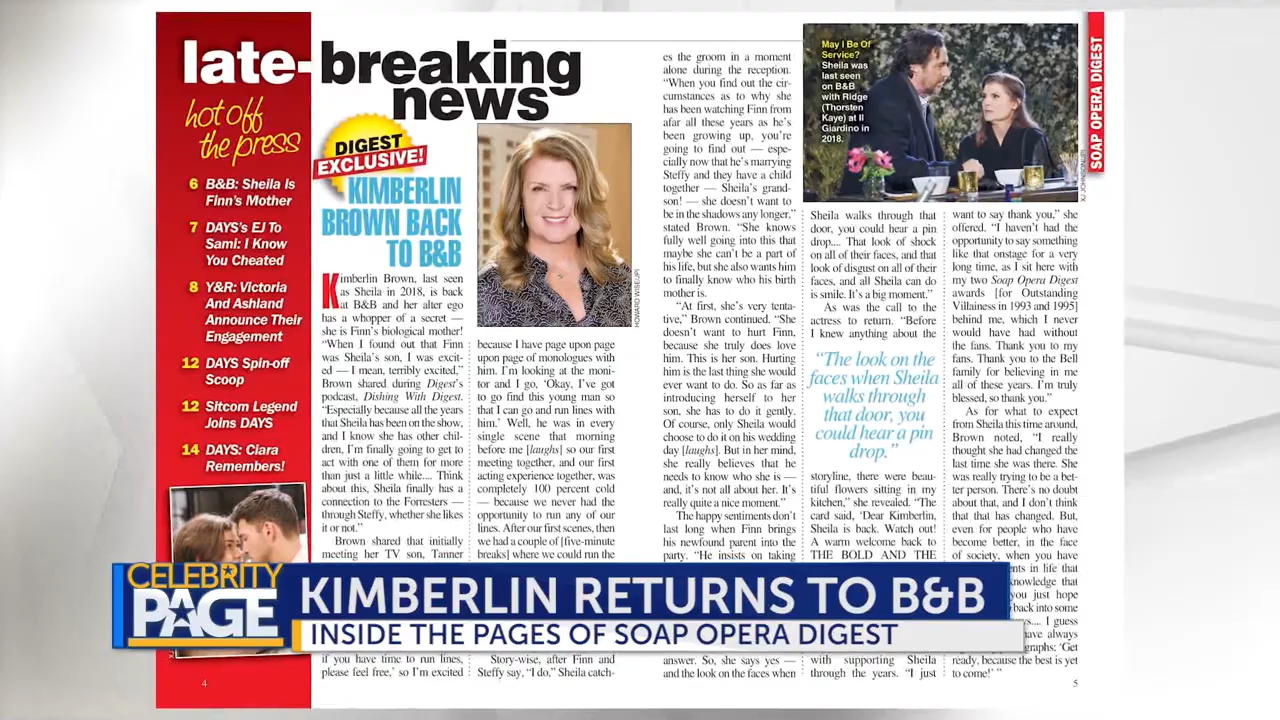 late-breaking
news
hot off
the press
6 B&B: Sheila Is
Finn's Mother
7 DAYS's EJ To
Sami: I Know
You Cheated
8 Y&R: Victoria
And Ashland
Announce Their
Engagement
12 DAYS Spin-off
Scoop
12 Sitcom Legend
Joins DAYS
14 DAYS: Ciara
Remembers!
4
DIGEST
EXCLUSIVE!
KIMBERLIN
BROWN BACK
TO B&B
HOWARD WISE/JPI
Kimberlin Brown, last seen
as Sheila in 2018, is back
at B&B and her alter ego
has a whopper of a secret —
she is Finn's biological mother!
"When I found out that Finn
was Sheila's son, I was excit-
ed — I mean, terribly excited,"
Brown shared during Digest's
podcast, Dishing With Digest.
"Especially because all the years
that Sheila has been on the show,
and I know she has other chil-
dren, I'm finally going to get to
act with one of them for more
than just a little while.... Think
about this, Sheila finally has a
connection to the Forresters —
through Steffy, whether she likes
it or not."
Brown shared that initially
meeting her TV son, Tanner
if you have time to run lines,
please feel free,' so I'm excited
because I have page upon page
upon page of monologues with
him. I'm looking at the moni-
tor and I go, 'Okay, I've got
to go find this young man so
that I can go and run lines with
him.' Well, he was in every
single scene that morning
before me [laughs] so our first
meeting together, and our first
acting experience together, was
completely 100 percent cold
— because we never had the
opportunity to run any of our
lines. After our first scenes, then
we had a couple of [five-minute
breaks] where we could run the
Story-wise, after Finn and
Steffy say, "I do," Sheila catch-
es the groom in a moment
alone during the reception.
"When you find out the cir-
cumstances as to why she
has been watching Finn from
afar all these years as he's
been growing up, you're
going to find out — espe-
cially now that he's marrying
Steffy and they have a child
together — Sheila's grand-
son! — she doesn't want to
be in the shadows any longer,"
stated Brown. "She knows
fully well going into this that
maybe she can't be a part of
his life, but she also wants him
to finally know who his birth
mother is.
"At first, she's very tenta-
tive," Brown continued. "She
doesn't want to hurt Finn,
because she truly does love
him. This is her son. Hurting
him is the last thing she would
ever want to do. So as far as
introducing herself to her
son, she has to do it gently.
Of course, only Sheila would
choose to do it on his wedding
day [laughs]. But in her mind,
she really believes that he
needs to know who she is —
and, it's not all about her. It's
really quite a nice moment."
The happy sentiments don't
last long when Finn brings
his newfound parent into the
party. "He insists on taking
answer. So, she says yes —
and the look on the faces when
May I Be Of
Service?
Sheila was
last seen
on B&B
with Ridge
(Thorsten
Kaye) at Il
Giardino in
2018.
XJ JOHNSON/JPI
SOAP OPERA DIGEST
Sheila walks through that
door, you could hear a pin
drop.... That look of shock
on all of their faces, and that
look of disgust on all of their
faces, and all Sheila can do
is smile. It's a big moment."
As was the call to the
actress to return. "Before
I knew anything about the
"The look on the
faces when Sheila
walks through
that door, you
could hear a pin
drop."
storyline, there were beau-
tiful flowers sitting in my
kitchen," she revealed. "The
card said, 'Dear Kimberlin,
Sheila is back. Watch out!
A warm welcome back to
THE BOLD AND THE
with supporting Sheila
through the years. "I just
want to say thank you," she
offered. "I haven't had the
opportunity to say something
like that onstage for a very
long time, as I sit here with
my two Soap Opera Digest
awards [for Outstanding
Villainess in 1993 and 1995]
behind me, which I never
would have had without
the fans. Thank you to my
fans. Thank you to the Bell
family for believing in me
all of these years. I'm truly
blessed, so thank you."
As for what to expect
from Sheila this time around,
Brown noted, "I really
thought she had changed the
last time she was there. She
was really trying to be a bet-
ter person. There's no doubt
about that, and I don't think
that has changed. But,
even for people who have
become better, in the face
of society, when you have
in life that
knowledge that
you just hope
back into some
I guess
have always
'Get
ready, because the best is yet
to come!' "
5
CELEBRITY
PAGE
KIMBERLIN RETURNS TO B&B
INSIDE THE PAGES OF SOAP OPERA DIGEST